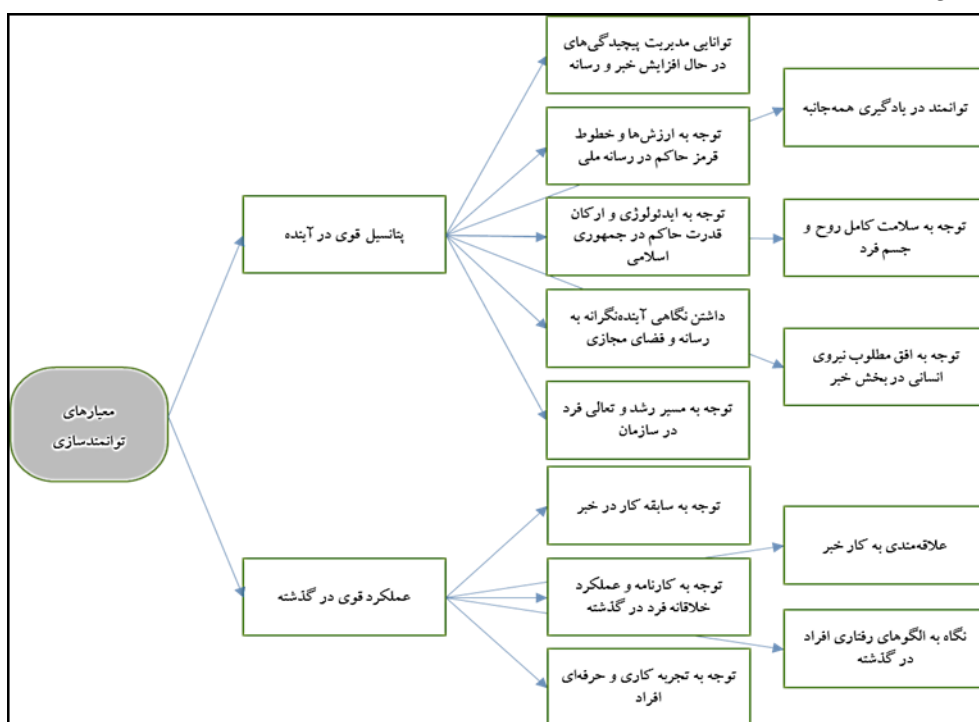 توانایی مدیریت پیچیدگی‌های
در حال افزایش خبر و رسانه
توانمند در یادگیری همه‌جانبه
توجه به ارزش‌ها و خطوط
قرمز حاکم در رسانه ملی
پتانسیل قوی در آینده
توجه به ایدئولوژی و ارکان
قدرت حاکم در جمهوری
اسلامی
توجه به سلامت کامل روح و
جسم فرد
داشتن نگاهی آینده‌نگرانه به
رسانه و فضای مجازی
توجه به افق مطلوب نیروی
انسانی در بخش خبر
توجه به مسیر رشد و تعالی فرد
در سازمان
معیارهای
توانمندسازی
توجه به سابقه کار در خبر
علاقه‌مندی به کار خبر
عملکرد قوی در گذشته
توجه به کارنامه و عملکرد
خلاقانه فرد در گذشته
نگاه به الگوهای رفتاری افراد
در گذشته
توجه به تجربه کاری و حرفه‌ای
افراد